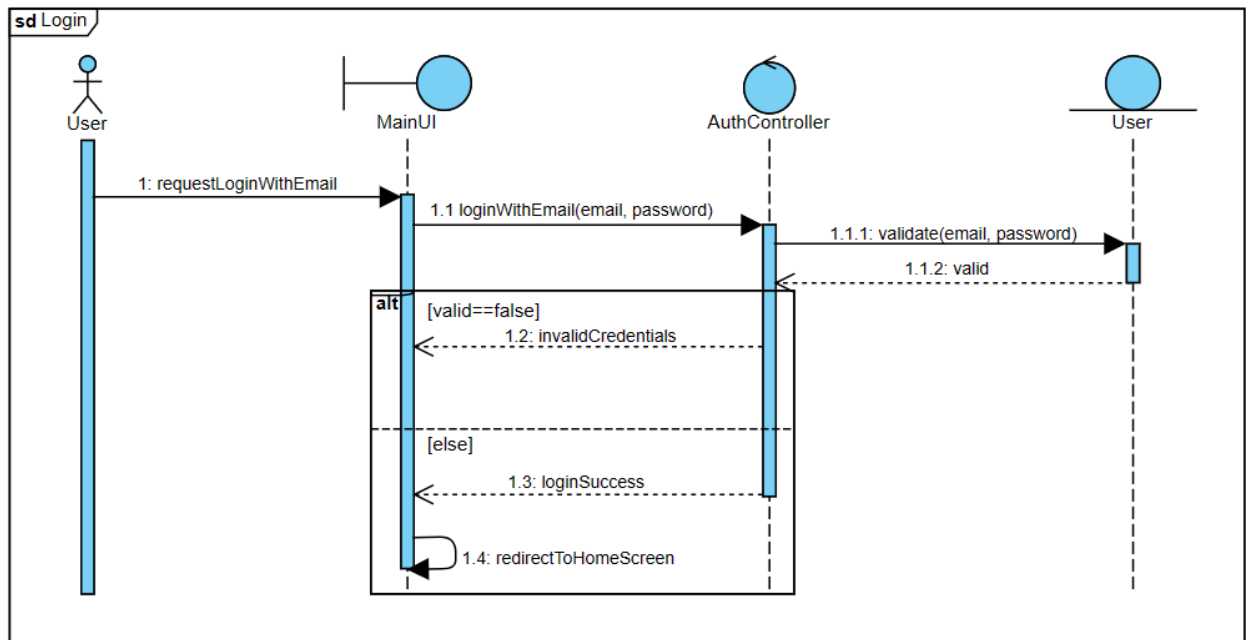 sd Login
User
MainUI
AuthController
User
1: requestLoginWithEmail
1.1 loginWithEmail(email, password)
1.1.1: validate(email, password)
1.1.2: valid
alt
[valid==false]
1.2: invalidCredentials
[else]
1.3: loginSuccess
1.4: redirectToHomeScreen